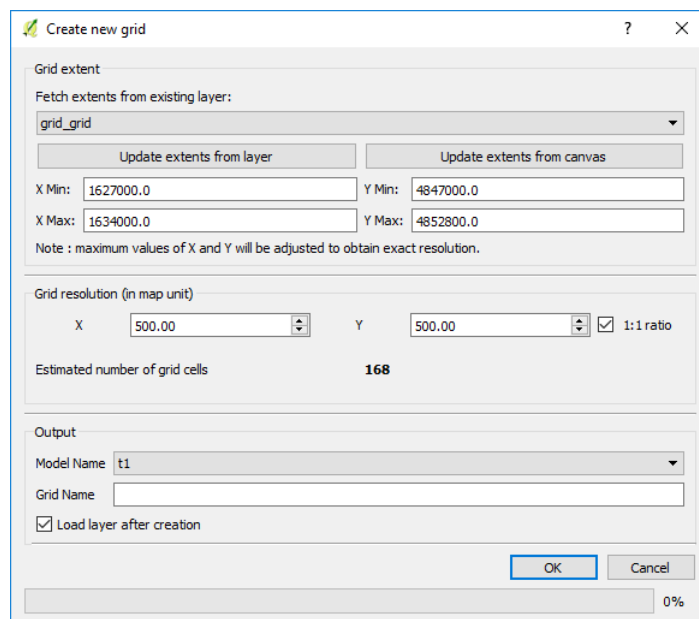 Create new grid ?
Grid extent
Fetch extents from existing layer:
grid_grid
Update extents from layer Update extents from canvas
X Min: 1627000.0 Y Min: 4847000.0
X Max: 1634000.0 Y Max: 4852800.0
Note : maximum values of X and Y will be adjusted to obtain exact resolution.
Grid resolution (in map unit)
X 500.00 Y 500.00 1:1 ratio
Estimated number of grid cells 168
Output
Model Name t1
Grid Name
Load layer after creation
OK Cancel
0%